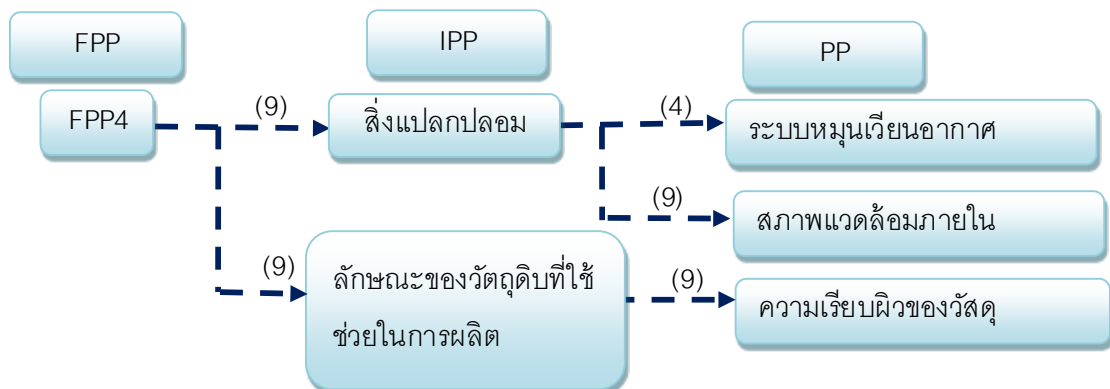 FPP
IPP
PP
FPP4
(9)
สิ่งแปลกปลอม
(4)
ระบบหมุนเวียนอากาศ
(9)
สภาพแวดล้อมภายใน
(9)
ลักษณะของวัตถุดิบที่ใช้
ช่วยในการผลิต
(9)
ความเรียบผิวของวัสดุ